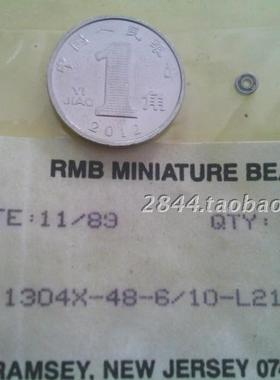 中国人民银行
YI
JIAO
1角
2012
RMB MINIATURE BEA
2844.taobao
TE:11/89 QTY:
1304X-48-6/10-L21
RAMSEY, NEW JERSEY 07